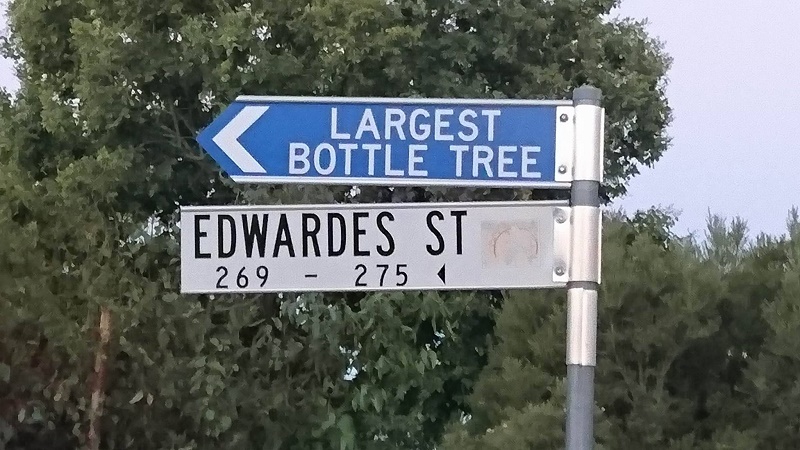 LARGEST
BOTTLE TREE
EDWARDES ST
269 - 275